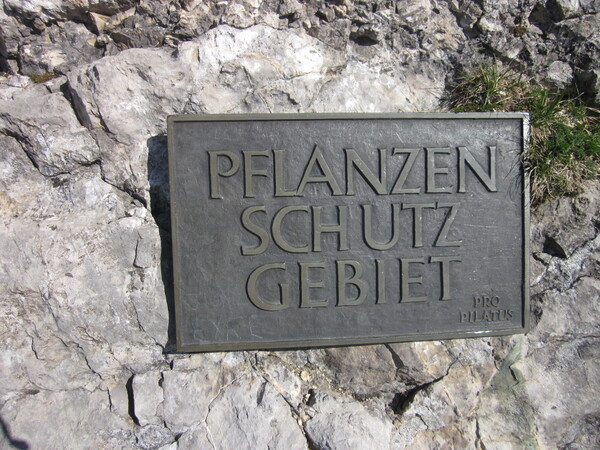 PFLANZEN
SCHUTZ
GEBIET
PRO
PILATUS